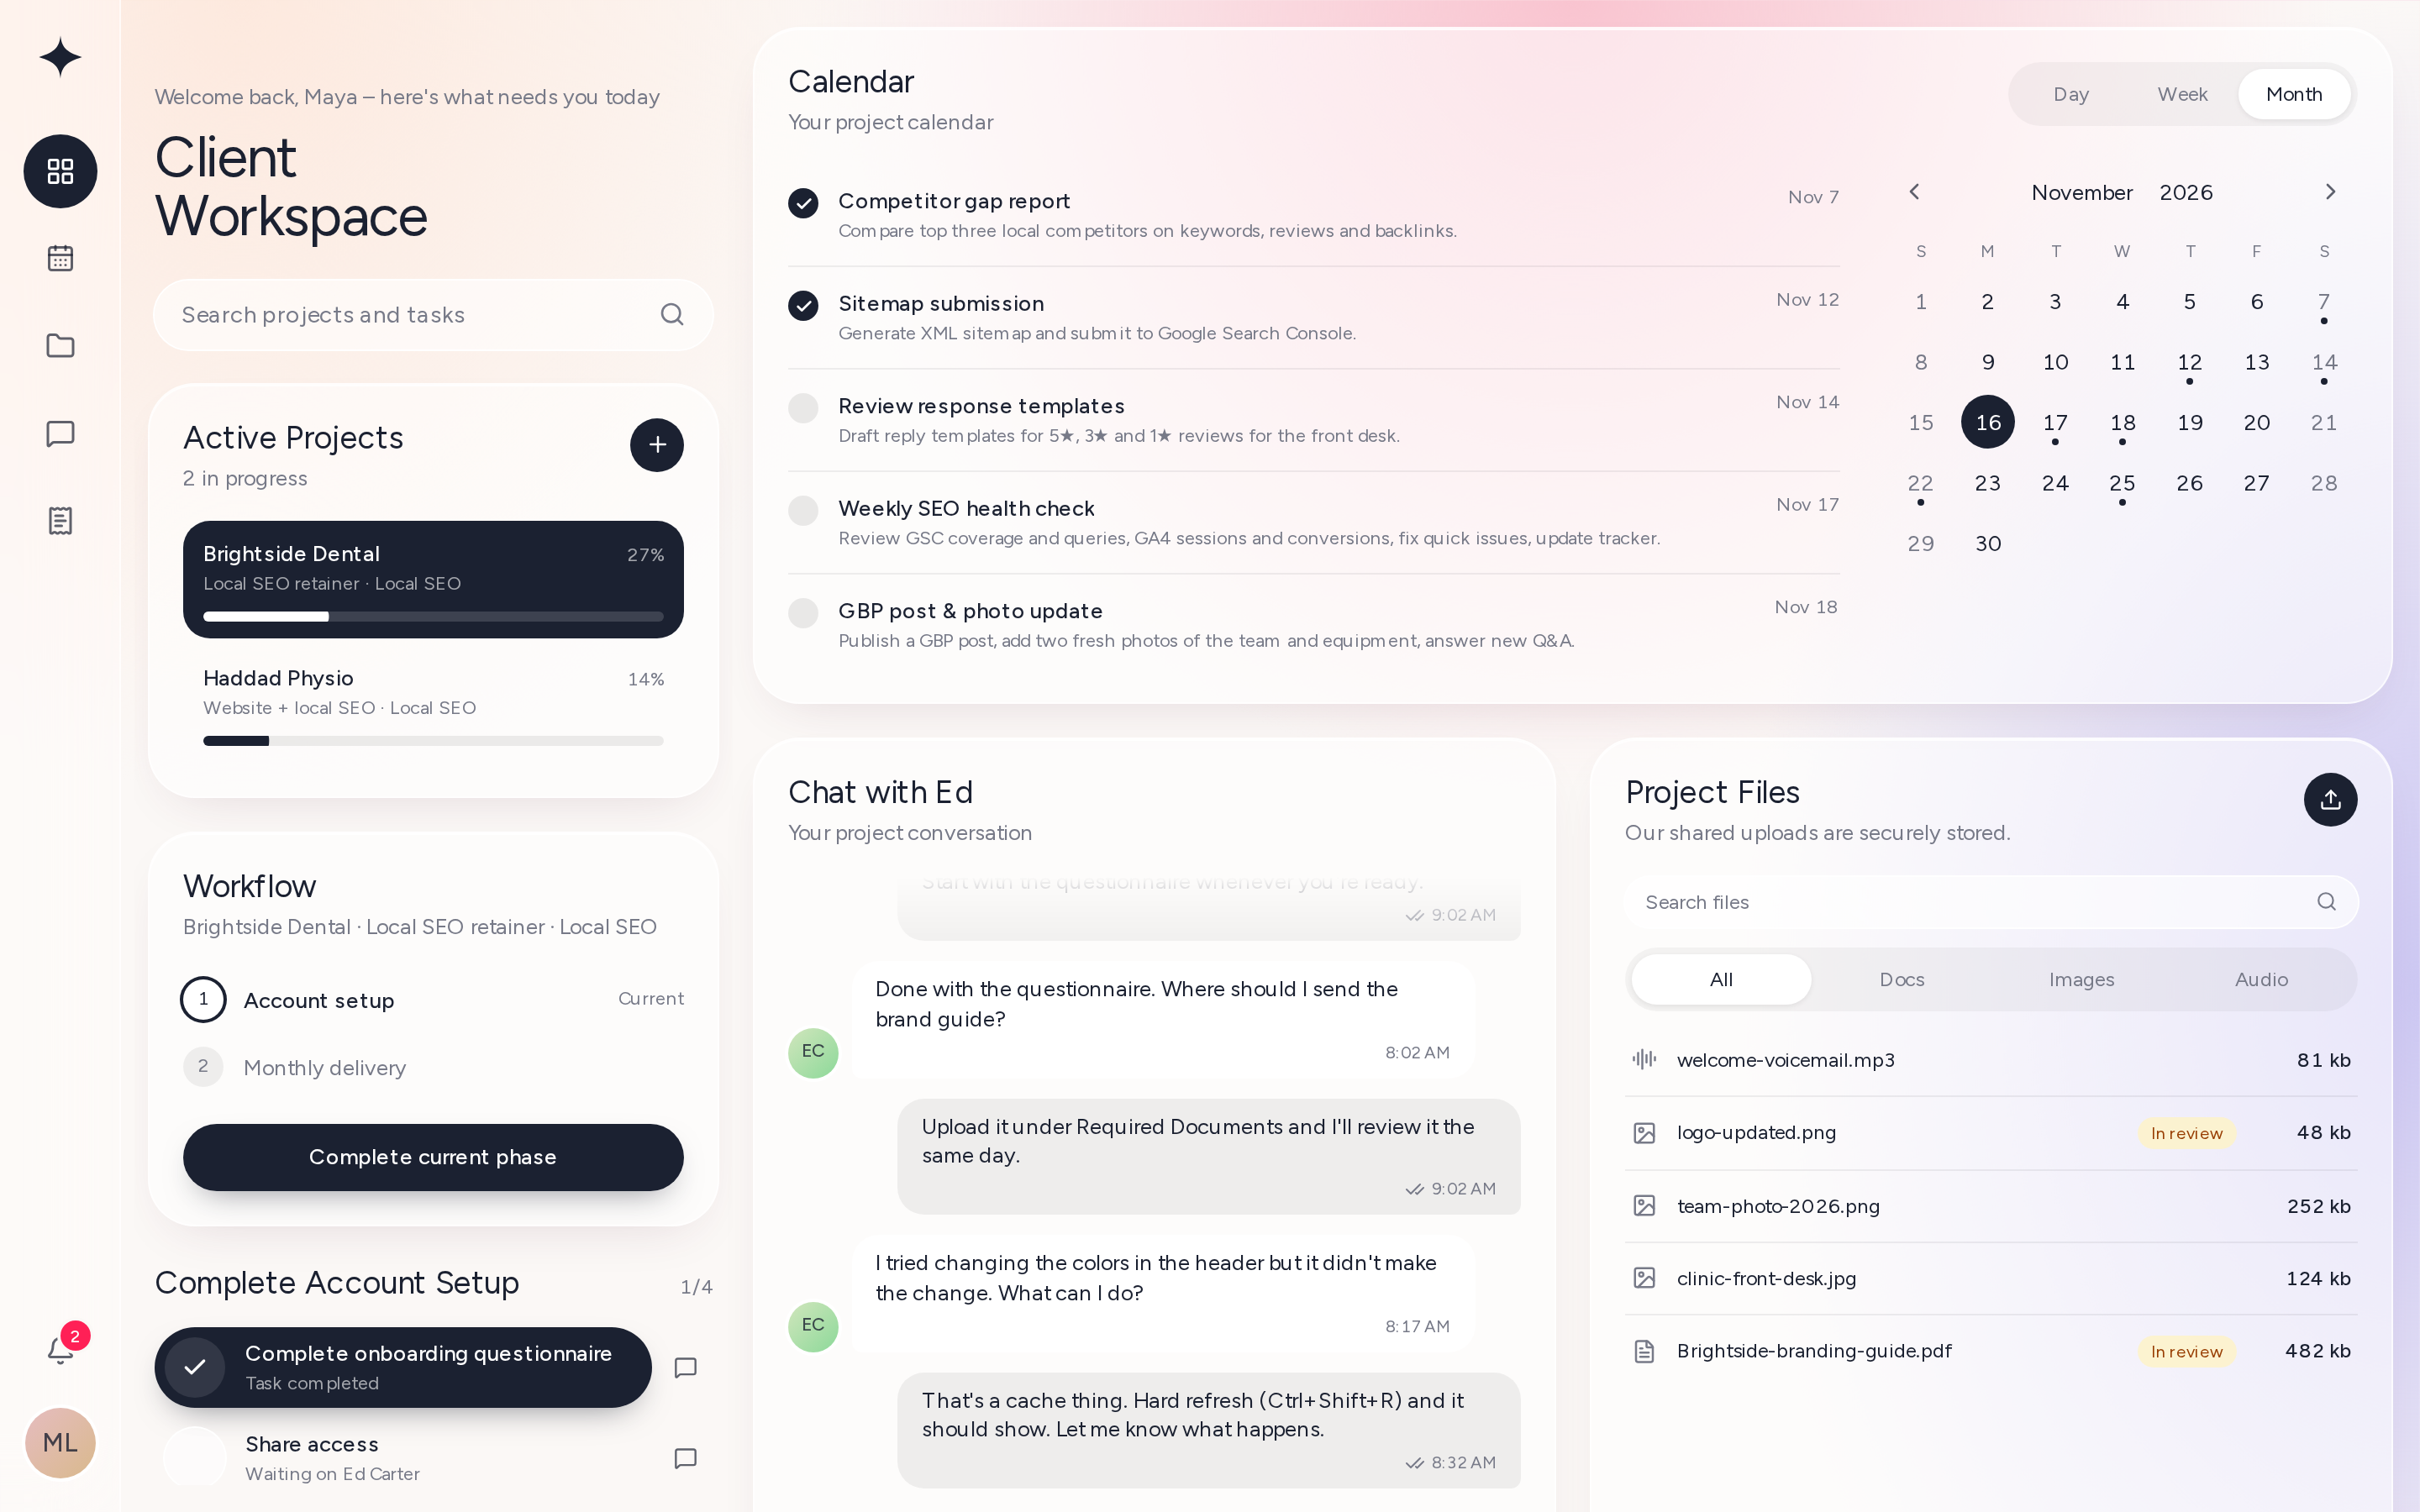 Welcome back, Maya – here's what needs you today
Client
Workspace
Search projects and tasks
Active Projects
2 in progress
Brightside Dental
27%
Local SEO retainer · Local SEO
Haddad Physio
14%
Website + local SEO · Local SEO
Workflow
Brightside Dental · Local SEO retainer · Local SEO
1
Account setup
Current
2
Monthly delivery
Complete current phase
Complete Account Setup
1/4
Complete onboarding questionnaire
Task completed
Share access
Waiting on Ed Carter
2
ML
Calendar
Your project calendar
Day
Week
Month
Competitor gap report
Nov 7
Compare top three local competitors on keywords, reviews and backlinks.
Sitemap submission
Nov 12
Generate XML sitemap and submit to Google Search Console.
Review response templates
Nov 14
Draft reply templates for 5★, 3★ and 1★ reviews for the front desk.
Weekly SEO health check
Nov 17
Review GSC coverage and queries, GA4 sessions and conversions, fix quick issues, update tracker.
GBP post & photo update
Nov 18
Publish a GBP post, add two fresh photos of the team and equipment, answer new Q&A.
November 2026
S M T W T F S
1 2 3 4 5 6 7
8 9 10 11 12 13 14
15 16 17 18 19 20 21
22 23 24 25 26 27 28
29 30
Chat with Ed
Your project conversation
Start with the questionnaire whenever you're ready.
9:02 AM
Done with the questionnaire. Where should I send the
brand guide?
8:02 AM
EC
Upload it under Required Documents and I'll review it the
same day.
9:02 AM
I tried changing the colors in the header but it didn't make
the change. What can I do?
8:17 AM
EC
That's a cache thing. Hard refresh (Ctrl+Shift+R) and it
should show. Let me know what happens.
8:32 AM
Project Files
Our shared uploads are securely stored.
Search files
All
Docs
Images
Audio
welcome-voicemail.mp3
81 kb
logo-updated.png
In review
48 kb
team-photo-2026.png
252 kb
clinic-front-desk.jpg
124 kb
Brightside-branding-guide.pdf
In review
482 kb